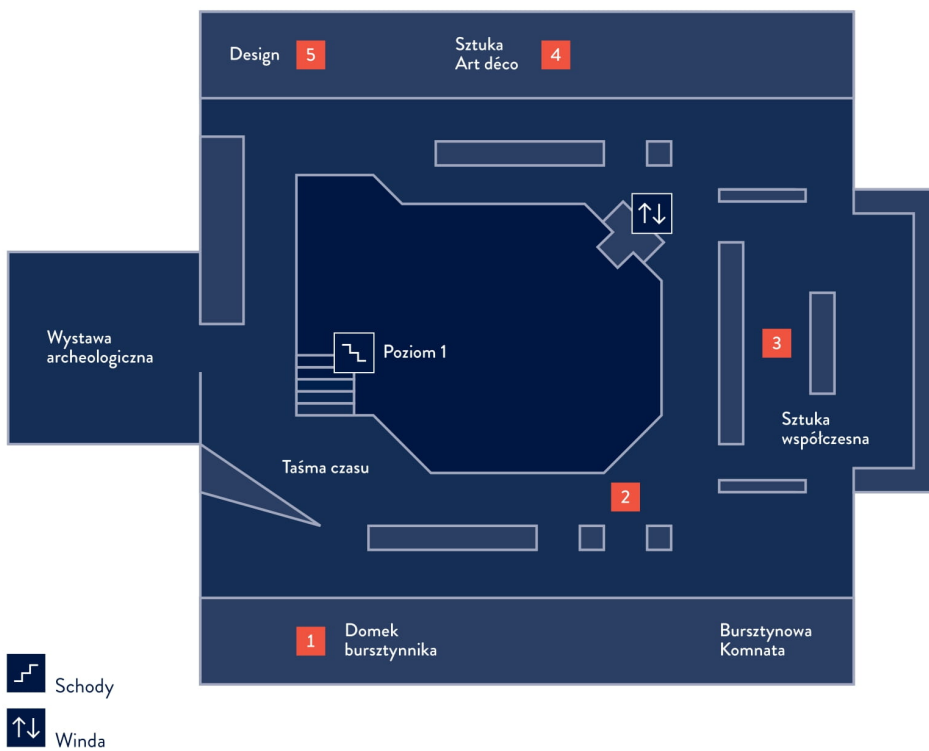 Design 5
Sztuka
Art déco 4
Wystawa
archeologiczna
Poziom 1
3
Sztuka
współczesna
Taśma czasu
2
1 Domek
bursztynnika
Bursztynowa
Komnata
Schody
Winda